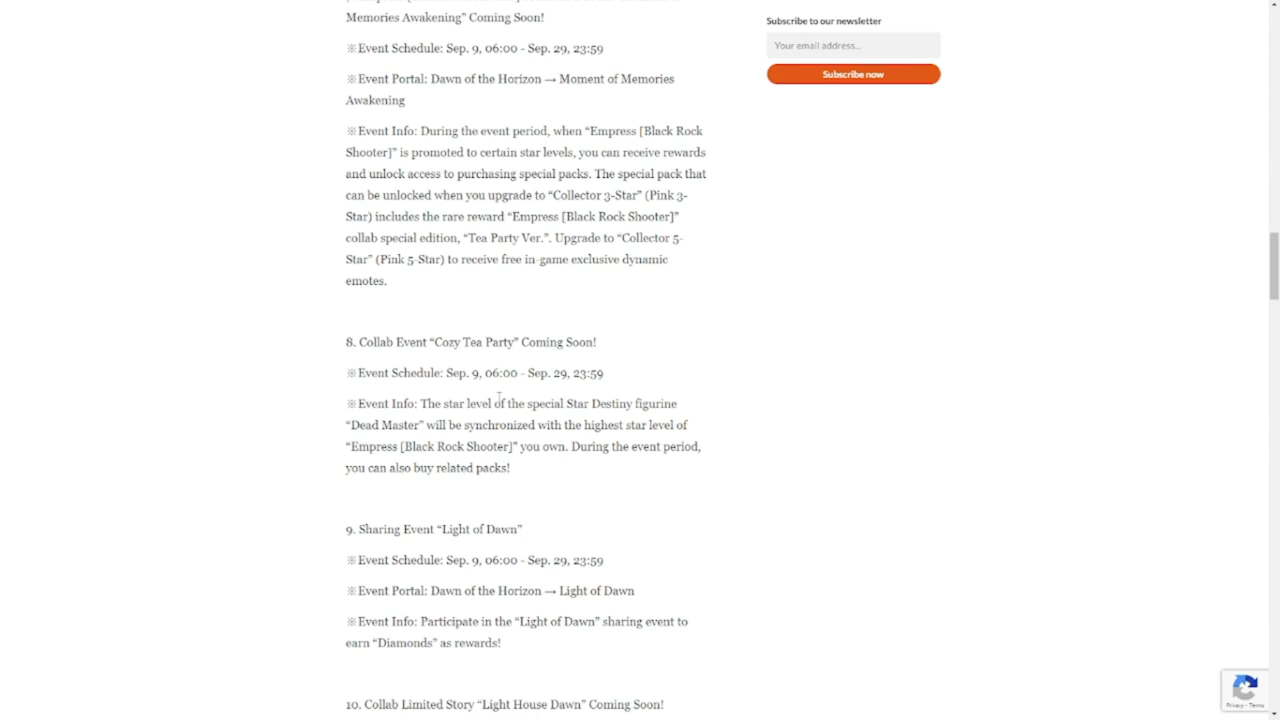 Memories Awakening" Coming Soon!
※Event Schedule: Sep. 9, 06:00 - Sep. 29, 23:59
※Event Portal: Dawn of the Horizon → Moment of Memories
Awakening
※Event Info: During the event period, when "Empress [Black Rock
Shooter]" is promoted to certain star levels, you can receive rewards
and unlock access to purchasing special packs. The special pack that
can be unlocked when you upgrade to "Collector 3-Star" (Pink 3-
Star) includes the rare reward "Empress [Black Rock Shooter]"
collab special edition, "Tea Party Ver.". Upgrade to "Collector 5-
Star" (Pink 5-Star) to receive free in-game exclusive dynamic
emotes.
8. Collab Event "Cozy Tea Party" Coming Soon!
※Event Schedule: Sep. 9, 06:00 - Sep. 29, 23:59
※Event Info: The star level of the special Star Destiny figurine
"Dead Master" will be synchronized with the highest star level of
"Empress [Black Rock Shooter]" you own. During the event period,
you can also buy related packs!
9. Sharing Event "Light of Dawn"
※Event Schedule: Sep. 9, 06:00 - Sep. 29, 23:59
※Event Portal: Dawn of the Horizon → Light of Dawn
※Event Info: Participate in the "Light of Dawn" sharing event to
earn "Diamonds" as rewards!
10. Collab Limited Story "Light House Dawn" Coming Soon!
Subscribe to our newsletter
Your email address...
Subscribe now
Privacy - Terms